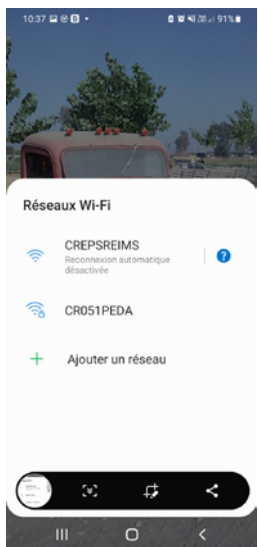 10:37
91%
Réseaux Wi-Fi
CREPSREIMS
Reconnexion automatique
désactivée
?
CR051PEDA
+ Ajouter un réseau